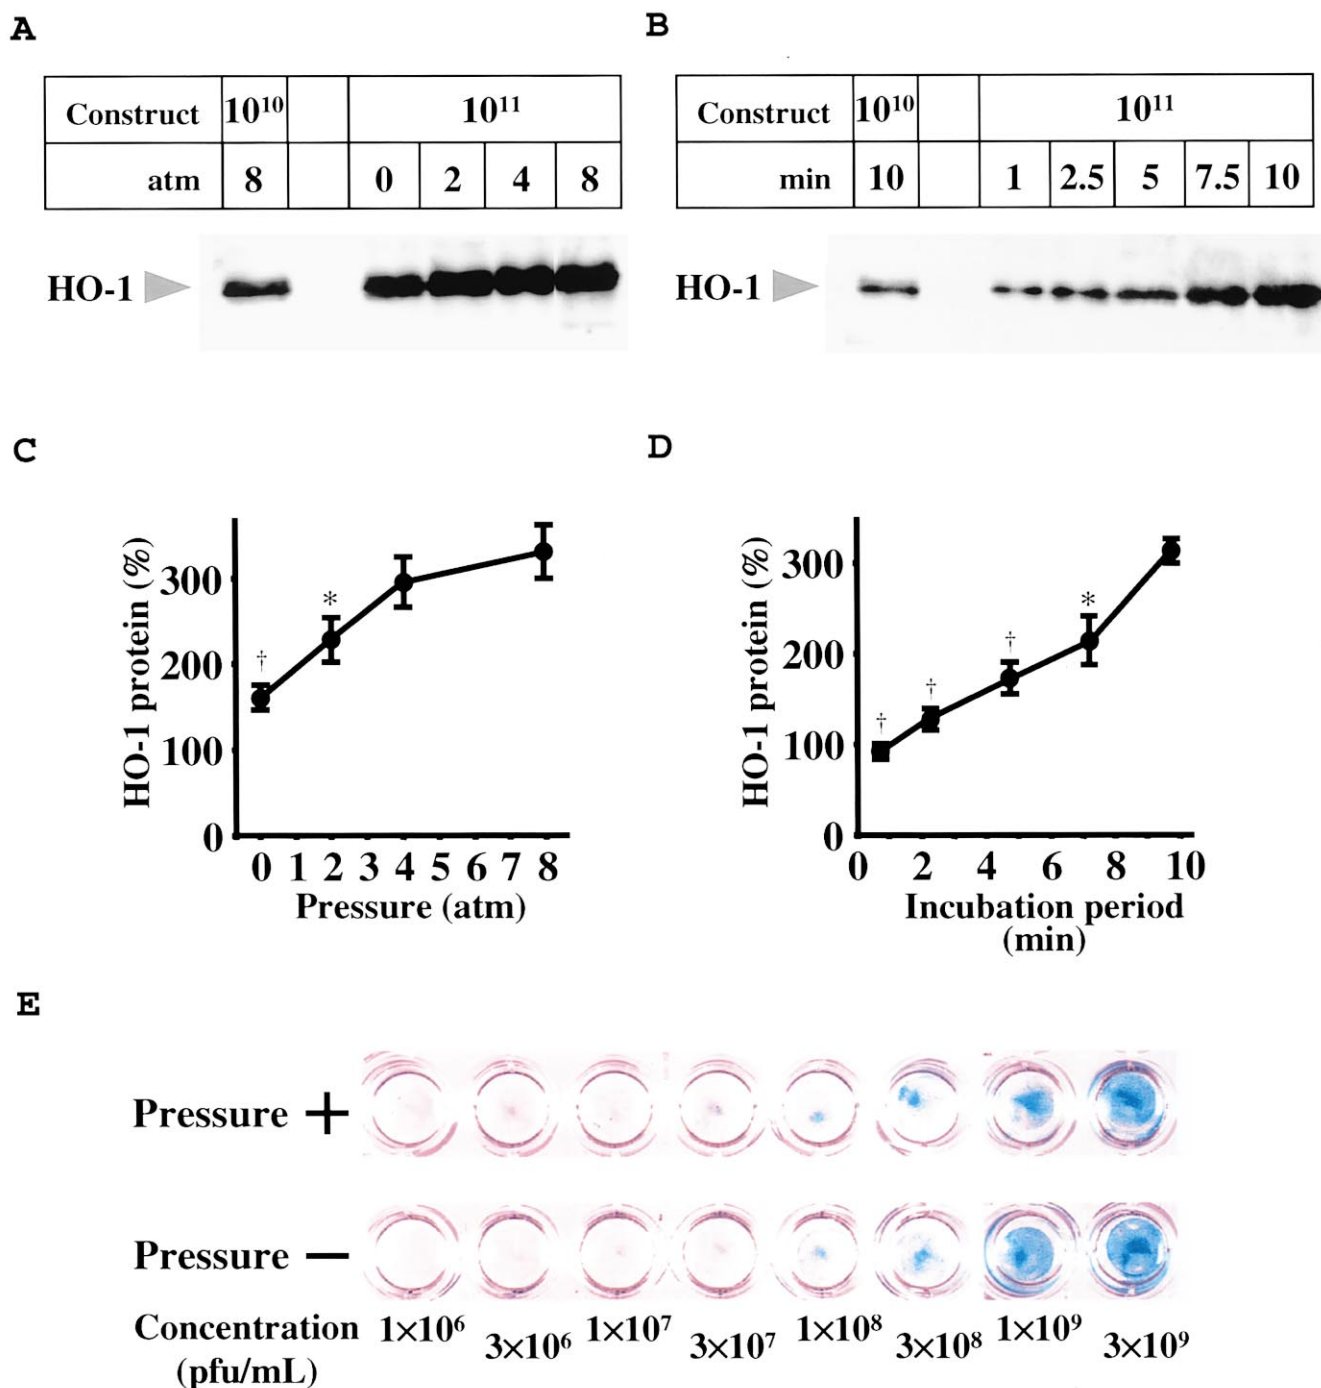 A
Construct 10¹⁰ 10¹¹
atm 8 0 2 4 8
HO-1
B
Construct 10¹⁰ 10¹¹
min 10 1 2.5 5 7.5 10
HO-1
C
HO-1 protein (%)
300
200
100
0
†
*
0 1 2 3 4 5 6 7 8
Pressure (atm)
D
HO-1 protein (%)
300
200
100
0
†
†
†
*
0 2 4 6 8 10
Incubation period
(min)
E
Pressure +
Pressure −
Concentration
(pfu/mL)
1×10⁶ 3×10⁶ 1×10⁷ 3×10⁷ 1×10⁸ 3×10⁸ 1×10⁹ 3×10⁹